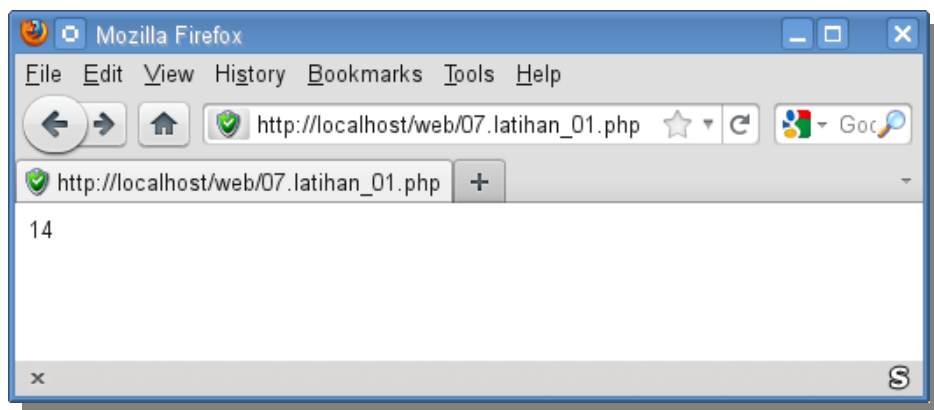 Mozilla Firefox
File Edit View History Bookmarks Tools Help
http://localhost/web/07.latihan_01.php Goo
http://localhost/web/07.latihan_01.php +
14
x S